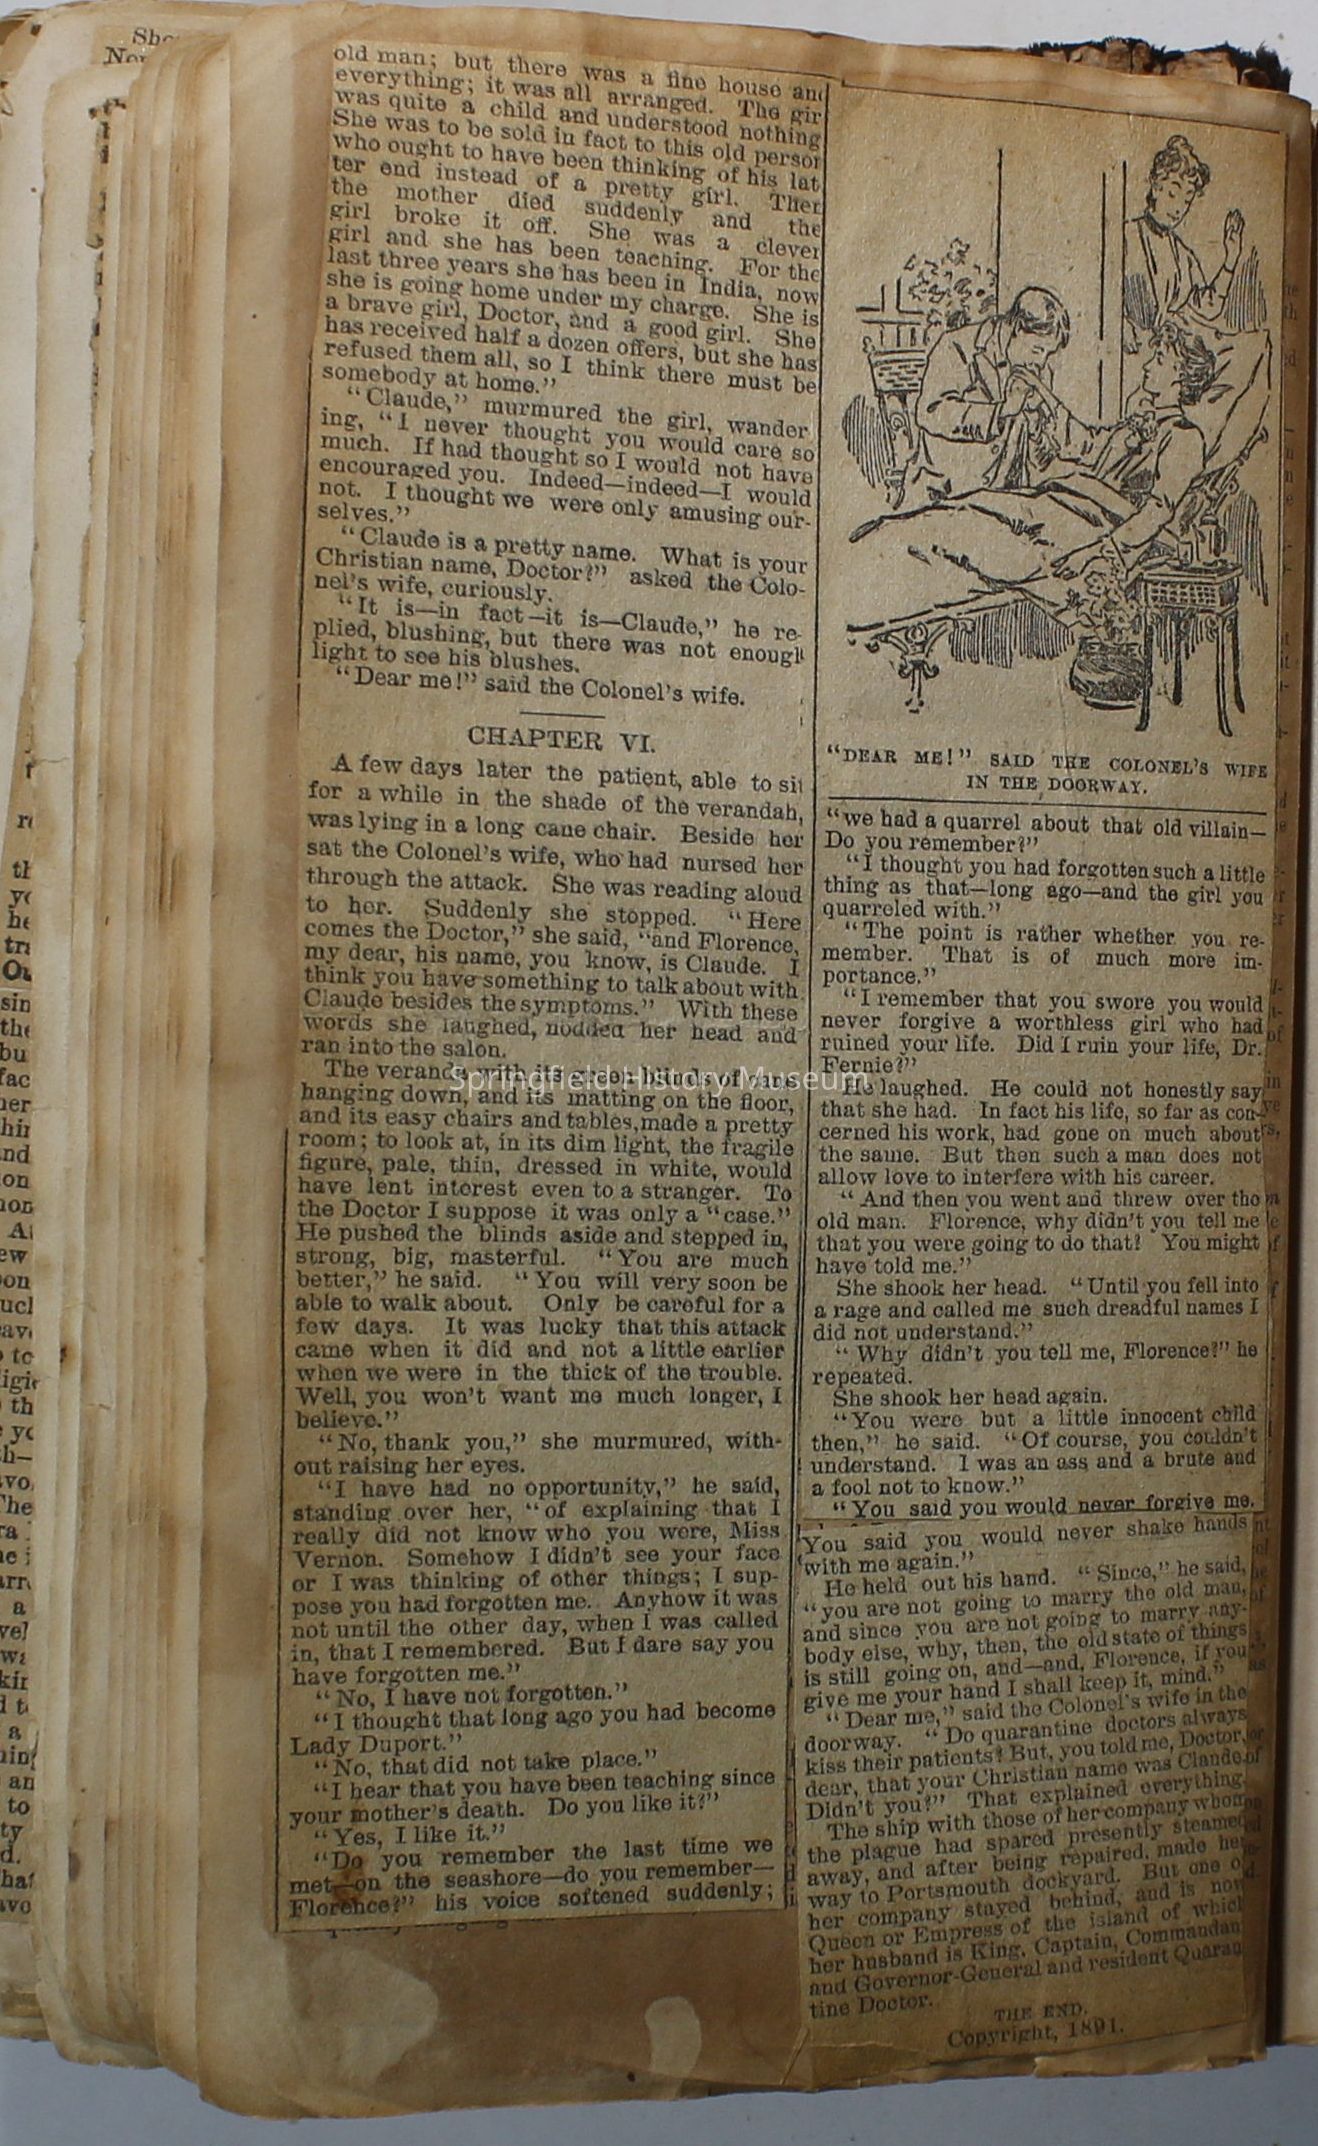 old man; but there was a fine house and
everything; it was all arranged. The gir
was quite a child and understood nothing
She was to be sold in fact to this old person
who ought to have been thinking of his lat
ter end instead of a pretty girl. Then
the mother died suddenly and the
girl broke it off. She was a clever
girl and she has been teaching. For the
last three years she has been in India, now
she is going home under my charge. She is
a brave girl, Doctor, and a good girl. She
has received half a dozen offers, but she has
refused them all, so I think there must be
somebody at home."
"Claude," murmured the girl, wander
ing, "I never thought you would care so
much. If had thought so I would not have
encouraged you. Indeed—indeed—I would
not. I thought we were only amusing our-
selves."
"Claude is a pretty name. What is your
Christian name, Doctor?" asked the Colo-
nel's wife, curiously.
"It is—in fact—it is—Claude," he re-
plied, blushing, but there was not enough
light to see his blushes.
"Dear me!" said the Colonel's wife.
CHAPTER VI.
A few days later the patient, able to sit
for a while in the shade of the verandah,
was lying in a long cane chair. Beside her
sat the Colonel's wife, who had nursed her
through the attack. She was reading aloud
to her. Suddenly she stopped. "Here
comes the Doctor," she said, "and Florence,
my dear, his name, you know, is Claude. I
think you have something to talk about with
Claude besides the symptoms." With these
words she laughed, nodded her head and
ran into the salon.
The verandy with its green blinds of cane
hanging down, and its matting on the floor,
and its easy chairs and tables, made a pretty
room; to look at, in its dim light, the fragile
figure, pale, thin, dressed in white, would
have lent interest even to a stranger. To
the Doctor I suppose it was only a "case."
He pushed the blinds aside and stepped in,
strong, big, masterful. "You are much
better," he said. "You will very soon be
able to walk about. Only be careful for a
few days. It was lucky that this attack
came when it did and not a little earlier
when we were in the thick of the trouble.
Well, you won't want me much longer, I
believe."
"No, thank you," she murmured, with-
out raising her eyes.
"I have had no opportunity," he said,
standing over her, "of explaining that I
really did not know who you were, Miss
Vernon. Somehow I didn't see your face
or I was thinking of other things; I sup-
pose you had forgotten me. Anyhow it was
not until the other day, when I was called
in, that I remembered. But I dare say you
have forgotten me."
"No, I have not forgotten."
"I thought that long ago you had become
Lady Duport."
"No, that did not take place."
"I hear that you have been teaching since
your mother's death. Do you like it?"
"Yes, I like it."
"Do you remember the last time we
met—on the seashore—do you remember—
Florence?" his voice softened suddenly;
"DEAR ME!" SAID THE COLONEL'S WIFE
IN THE DOORWAY.
"we had a quarrel about that old villain—
Do you remember?"
"I thought you had forgotten such a little
thing as that—long ago—and the girl you
quarreled with."
"The point is rather whether you re-
member. That is of much more im-
portance."
"I remember that you swore you would
never forgive a worthless girl who had
ruined your life. Did I ruin your life, Dr.
Fernie?"
He laughed. He could not honestly say
that she had. In fact his life, so far as con-
cerned his work, had gone on much about
the same. But then such a man does not
allow love to interfere with his career.
"And then you went and threw over the
old man. Florence, why didn't you tell me
that you were going to do that? You might
have told me."
She shook her head. "Until you fell into
a rage and called me such dreadful names I
did not understand."
"Why didn't you tell me, Florence?" he
repeated.
She shook her head again.
"You were but a little innocent child
then," he said. "Of course, you couldn't
understand. I was an ass and a brute and
a fool not to know."
"You said you would never forgive me.
You said you would never shake hands
with me again."
He held out his hand. "Since," he said,
"you are not going to marry the old man,
and since you are not going to marry any-
body else, why, then, the old state of things
is still going on, and—and, Florence, if you
give me your hand I shall keep it, mind."
"Dear me," said the Colonel's wife in the
doorway. "Do quarantine doctors always
kiss their patients? But, you told me, Doctor,
dear, that your Christian name was Claude.
Didn't you?" That explained everything.
The ship with those of her company whom
the plague had spared presently steamed
away, and after being repaired, made her
way to Portsmouth dockyard. But one o
her company stayed behind, and is now
Queen or Empress of the island of which
her husband is King, Captain, Commandan
and Governor-General and resident Quaran
tine Doctor.
THE END.
Copyright, 1891.
Springfield History Museum